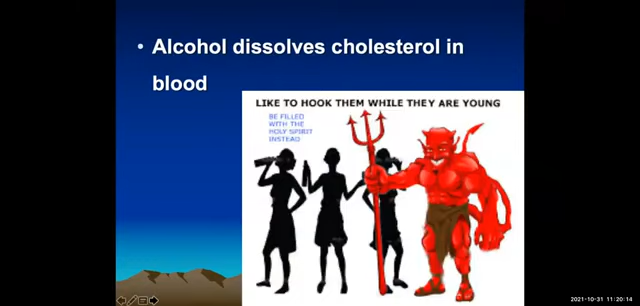 • Alcohol dissolves cholesterol in
blood
LIKE TO HOOK THEM WHILE THEY ARE YOUNG
BE FILLED
WITH THE
HOLY SPIRIT
INSTEAD
2021-10-31 11:20:14